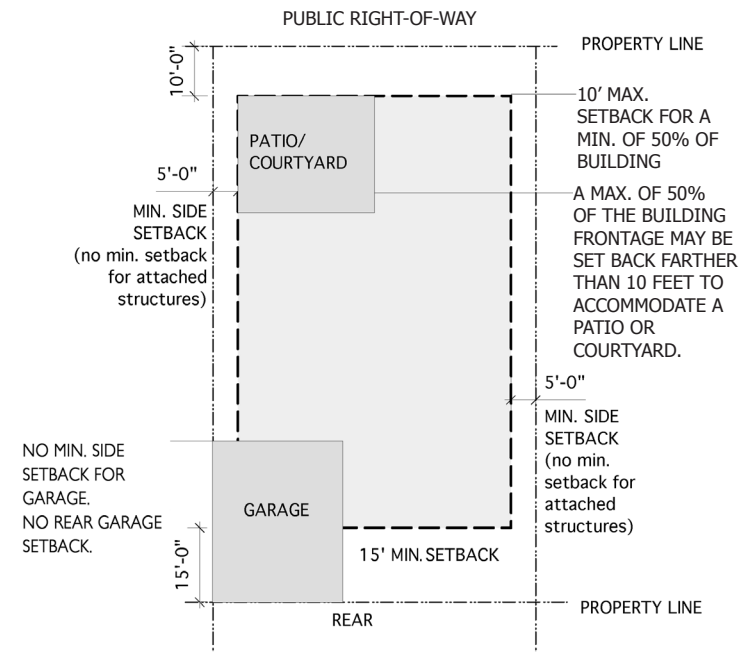 PUBLIC RIGHT-OF-WAY
PROPERTY LINE
10'-0"
10’ MAX.
SETBACK FOR A
MIN. OF 50% OF
BUILDING
PATIO/
COURTYARD
5'-0"
MIN. SIDE
SETBACK
(no min. setback
for attached
structures)
A MAX. OF 50%
OF THE BUILDING
FRONTAGE MAY BE
SET BACK FARTHER
THAN 10 FEET TO
ACCOMMODATE A
PATIO OR
COURTYARD.
5'-0"
MIN. SIDE
SETBACK
(no min.
setback for
attached
structures)
NO MIN. SIDE
SETBACK FOR
GARAGE.
NO REAR GARAGE
SETBACK.
GARAGE
15'-0"
15' MIN. SETBACK
PROPERTY LINE
REAR